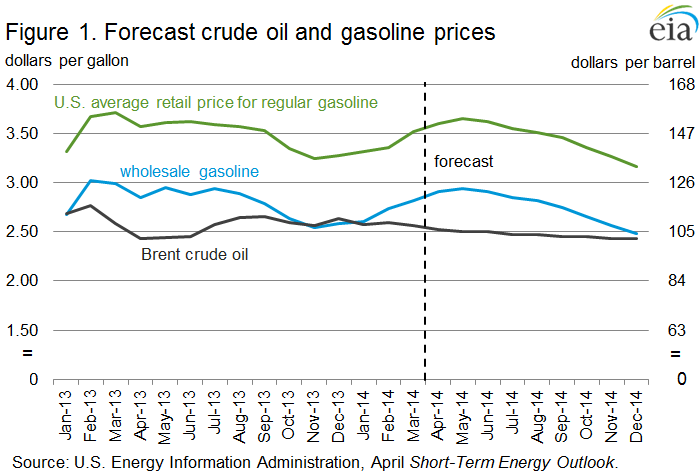 Figure 1. Forecast crude oil and gasoline prices
eia
dollars per gallon
dollars per barrel
4.00
168
U.S. average retail price for regular gasoline
3.50
147
forecast
wholesale gasoline
3.00
126
2.50
105
Brent crude oil
2.00
84
1.50
63
=
=
0
0
Jan-13
Feb-13
Mar-13
Apr-13
May-13
Jun-13
Jul-13
Aug-13
Sep-13
Oct-13
Nov-13
Dec-13
Jan-14
Feb-14
Mar-14
Apr-14
May-14
Jun-14
Jul-14
Aug-14
Sep-14
Oct-14
Nov-14
Dec-14
Source: U.S. Energy Information Administration, April Short-Term Energy Outlook.